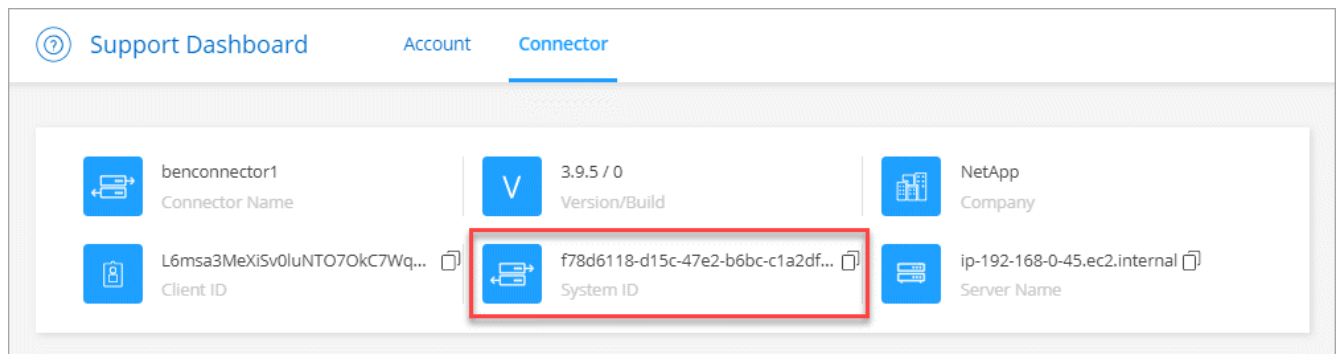 Support Dashboard Account Connector
benconnector1
Connector Name
V
3.9.5 / 0
Version/Build
NetApp
Company
L6msa3MeXiSv0luNTO7OkC7Wq...
Client ID
f78d6118-d15c-47e2-b6bc-c1a2df...
System ID
ip-192-168-0-45.ec2.internal
Server Name